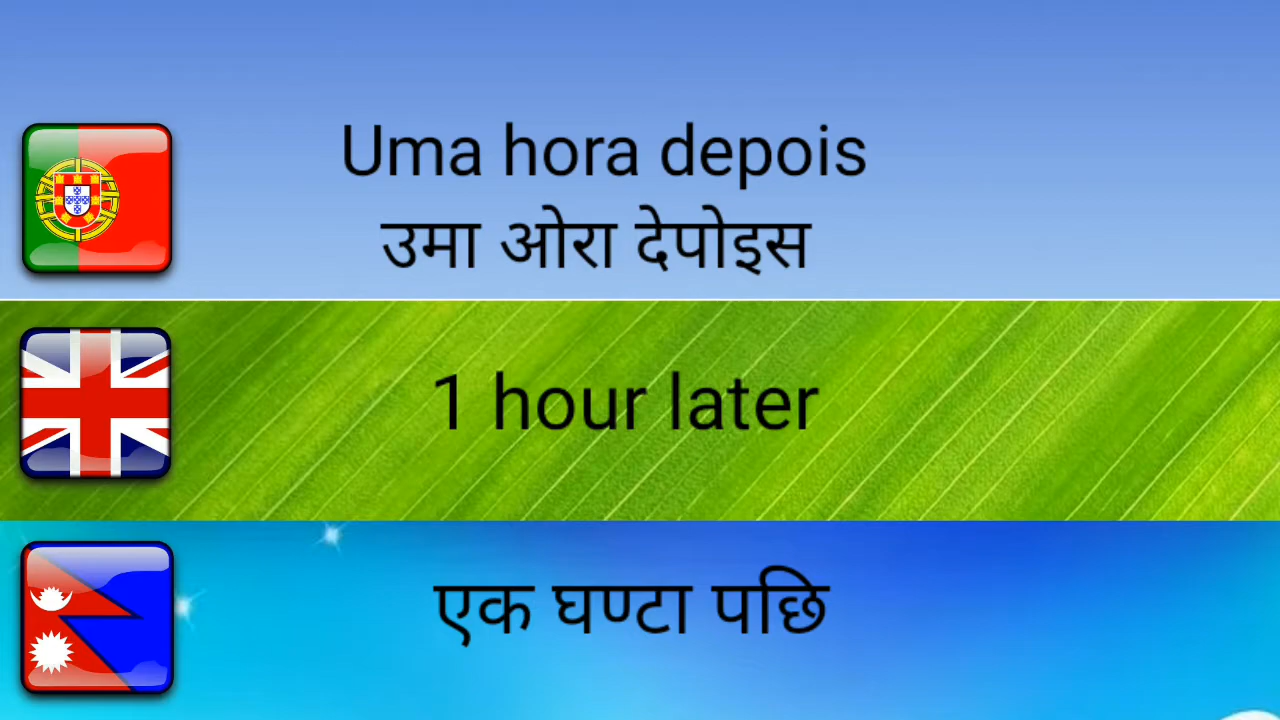 Uma hora depois
उमा ओरा देपोइस
1 hour later
एक घण्टा पछि